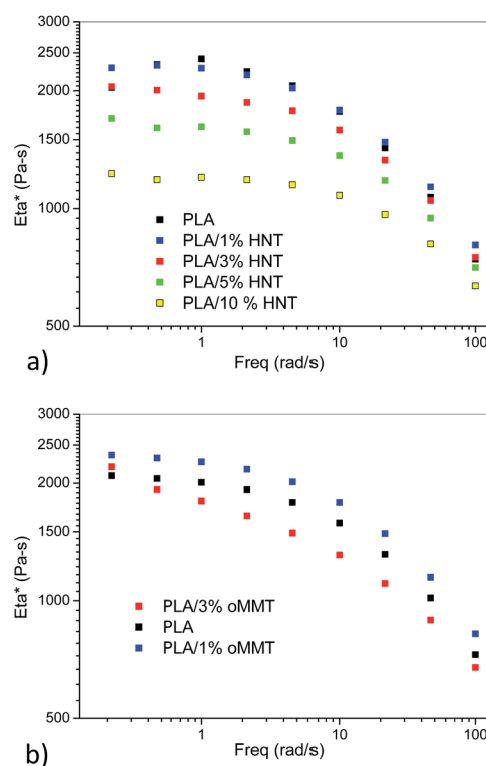 3000
2500
2000
1500
1000
500
Eta* (Pa-s)
PLA
PLA/1% HNT
PLA/3% HNT
PLA/5% HNT
PLA/10 % HNT
1
10
100
Freq (rad/s)
a)
3000
2500
2000
1500
1000
500
Eta* (Pa-s)
PLA/3% oMMT
PLA
PLA/1% oMMT
1
10
100
Freq (rad/s)
b)